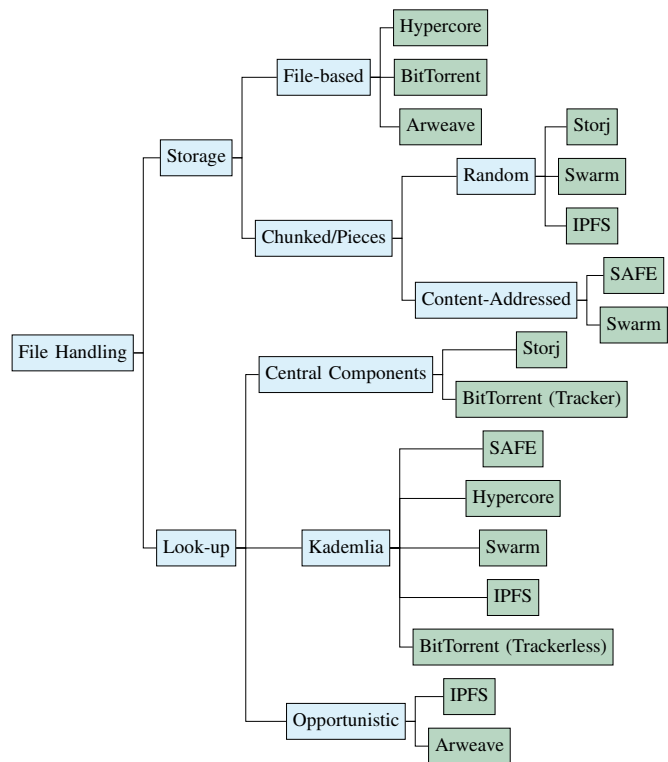 Hypercore
File-based
BitTorrent
Arweave
Storj
Storage
Random
Swarm
IPFS
Chunked/Pieces
SAFE
Content-Addressed
Swarm
File Handling
Storj
Central Components
BitTorrent (Tracker)
SAFE
Hypercore
Look-up
Kademlia
Swarm
IPFS
BitTorrent (Trackerless)
IPFS
Opportunistic
Arweave